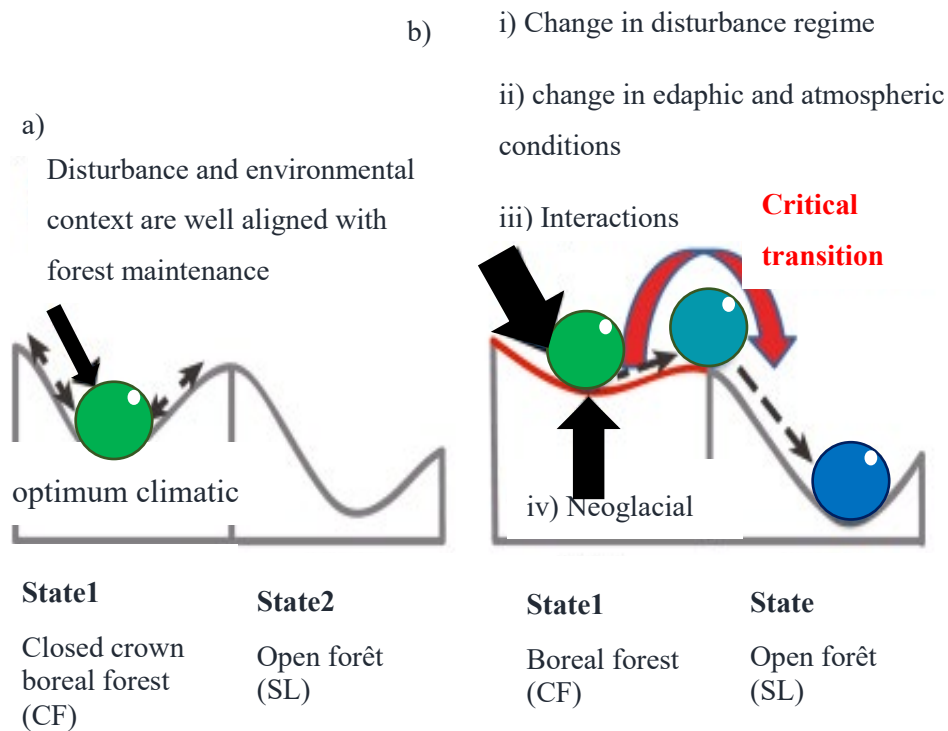 a)
Disturbance and environmental
context are well aligned with
forest maintenance
optimum climatic
State1
Closed crown
boreal forest
(CF)
State2
Open forêt
(SL)
b)
i) Change in disturbance regime
ii) change in edaphic and atmospheric
conditions
iii) Interactions
Critical
transition
iv) Neoglacial
State1
Boreal forest
(CF)
State
Open forêt
(SL)